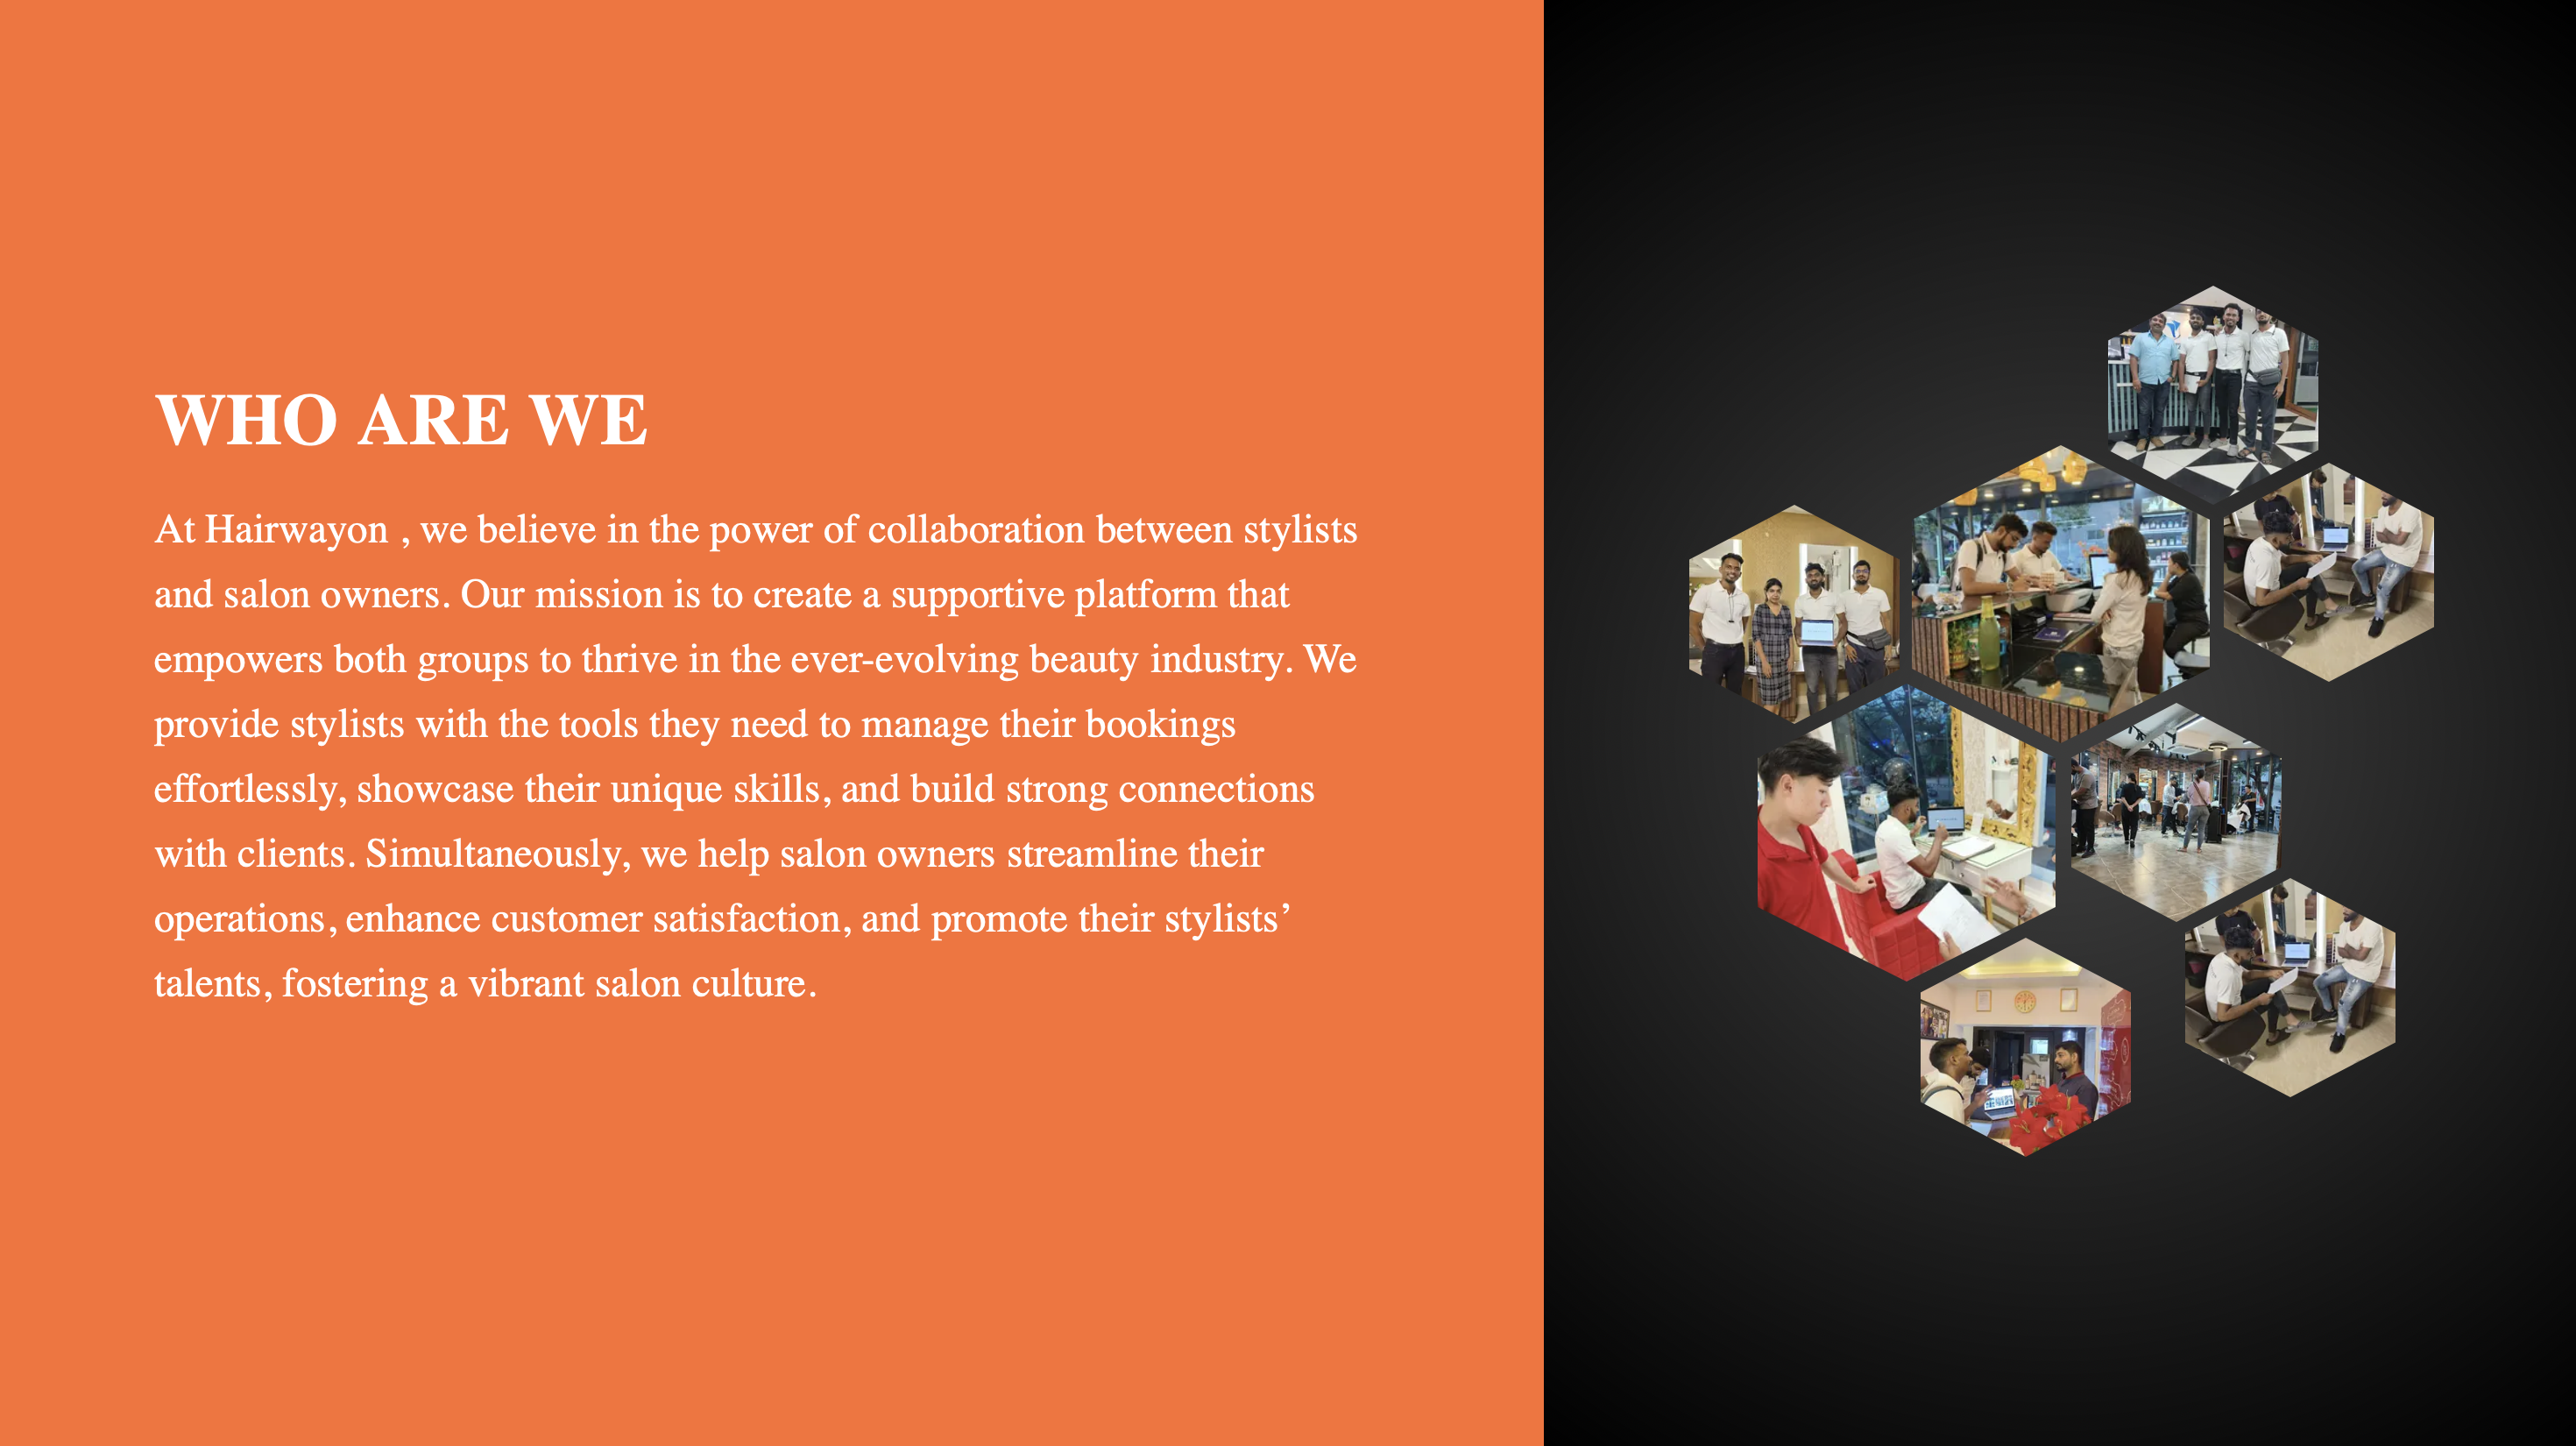 WHO ARE WE
At Hairwayon , we believe in the power of collaboration between stylists
and salon owners. Our mission is to create a supportive platform that
empowers both groups to thrive in the ever-evolving beauty industry. We
provide stylists with the tools they need to manage their bookings
effortlessly, showcase their unique skills, and build strong connections
with clients. Simultaneously, we help salon owners streamline their
operations, enhance customer satisfaction, and promote their stylists’
talents, fostering a vibrant salon culture.